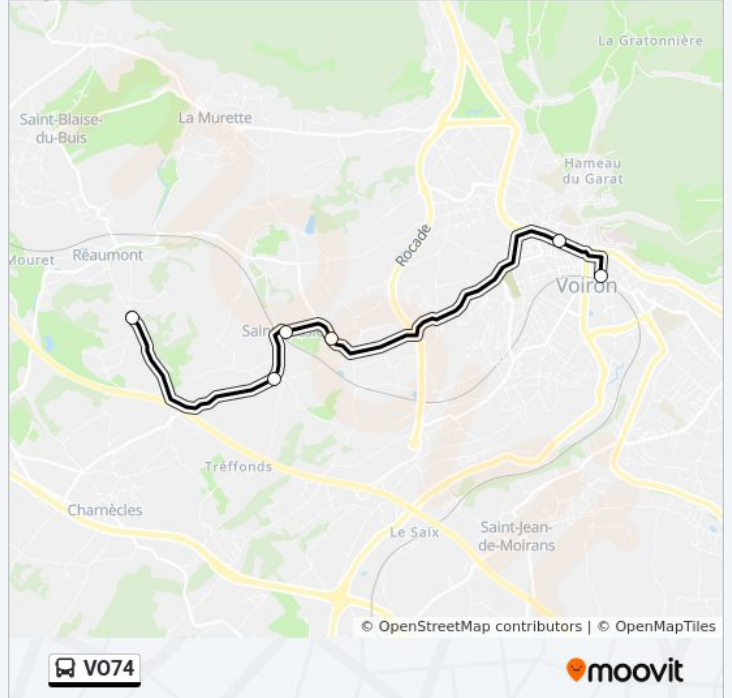 La Gratonnière
Saint-Blaise-
du-Buis
La Murette
Hameau
du Garat
Rocade
Mouret
Réaumont
Voiron
Tréffonds
Charnècles
Le Saix
Saint-Jean-
de-Moirans
© OpenStreetMap contributors | © OpenMapTiles
VO74
moovit